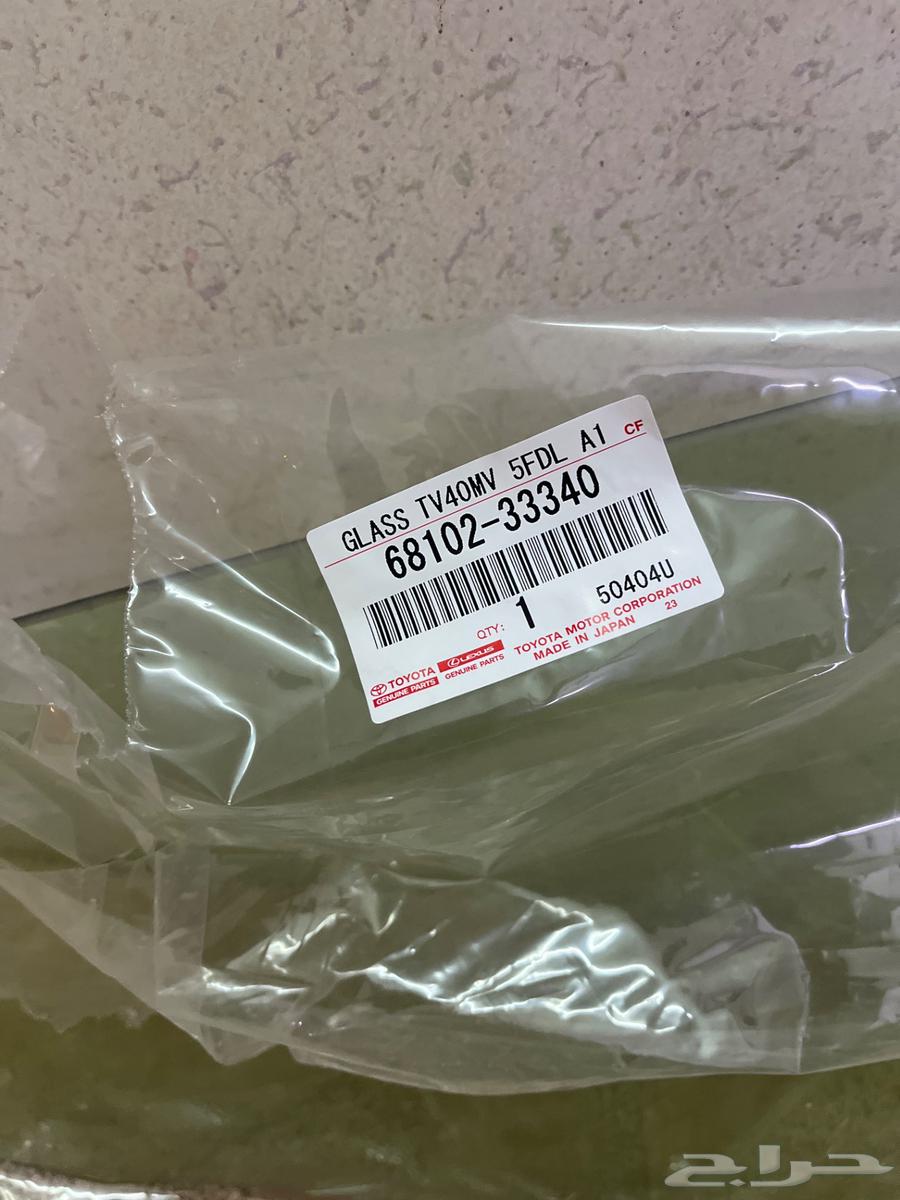 GLASS TV40MV 5FDL A1 CF
68102-33340
QTY: 1 50404U
TOYOTA GENUINE PARTS
LEXUS GENUINE PARTS
TOYOTA MOTOR CORPORATION
MADE IN JAPAN 23
حراج